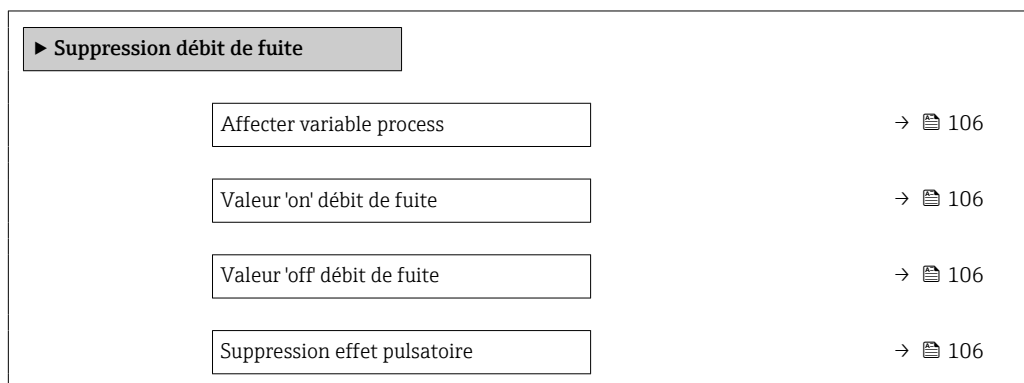 ▶ Suppression débit de fuite
Affecter variable process → 🖹 106
Valeur 'on' débit de fuite → 🖹 106
Valeur 'off' débit de fuite → 🖹 106
Suppression effet pulsatoire → 🖹 106